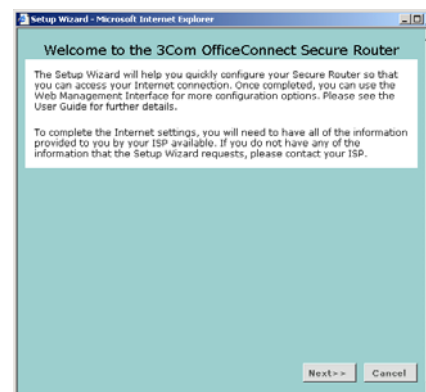 Setup Wizard - Microsoft Internet Explorer
Welcome to the 3Com OfficeConnect Secure Router
The Setup Wizard will help you quickly configure your Secure Router so that
you can access your Internet connection. Once completed, you can use the
Web Management Interface for more configuration options. Please see the
User Guide for further details.
To complete the Internet settings, you will need to have all of the information
provided to you by your ISP available. If you do not have any of the
information that the Setup Wizard requests, please contact your ISP.
Next>> Cancel